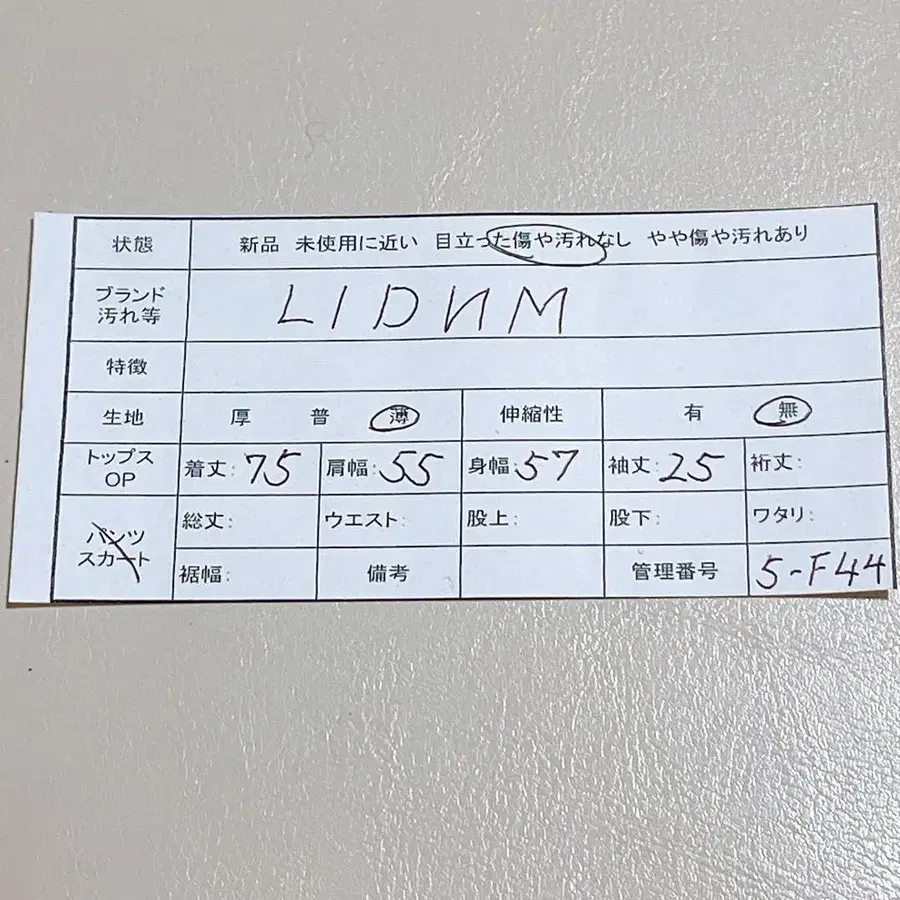 状態 新品 未使用に近い 目立った傷や汚れなし やや傷や汚れあり
ブランド
汚れ等
LIDИM
特徴
生地 厚 普 薄 伸縮性 有 無
トップス
OP
着丈: 75 肩幅: 55 身幅: 57 袖丈: 25 裄丈:
パンツ
スカート
総丈: ウエスト: 股上: 股下: ワタリ:
裾幅: 備考 管理番号 5-F44